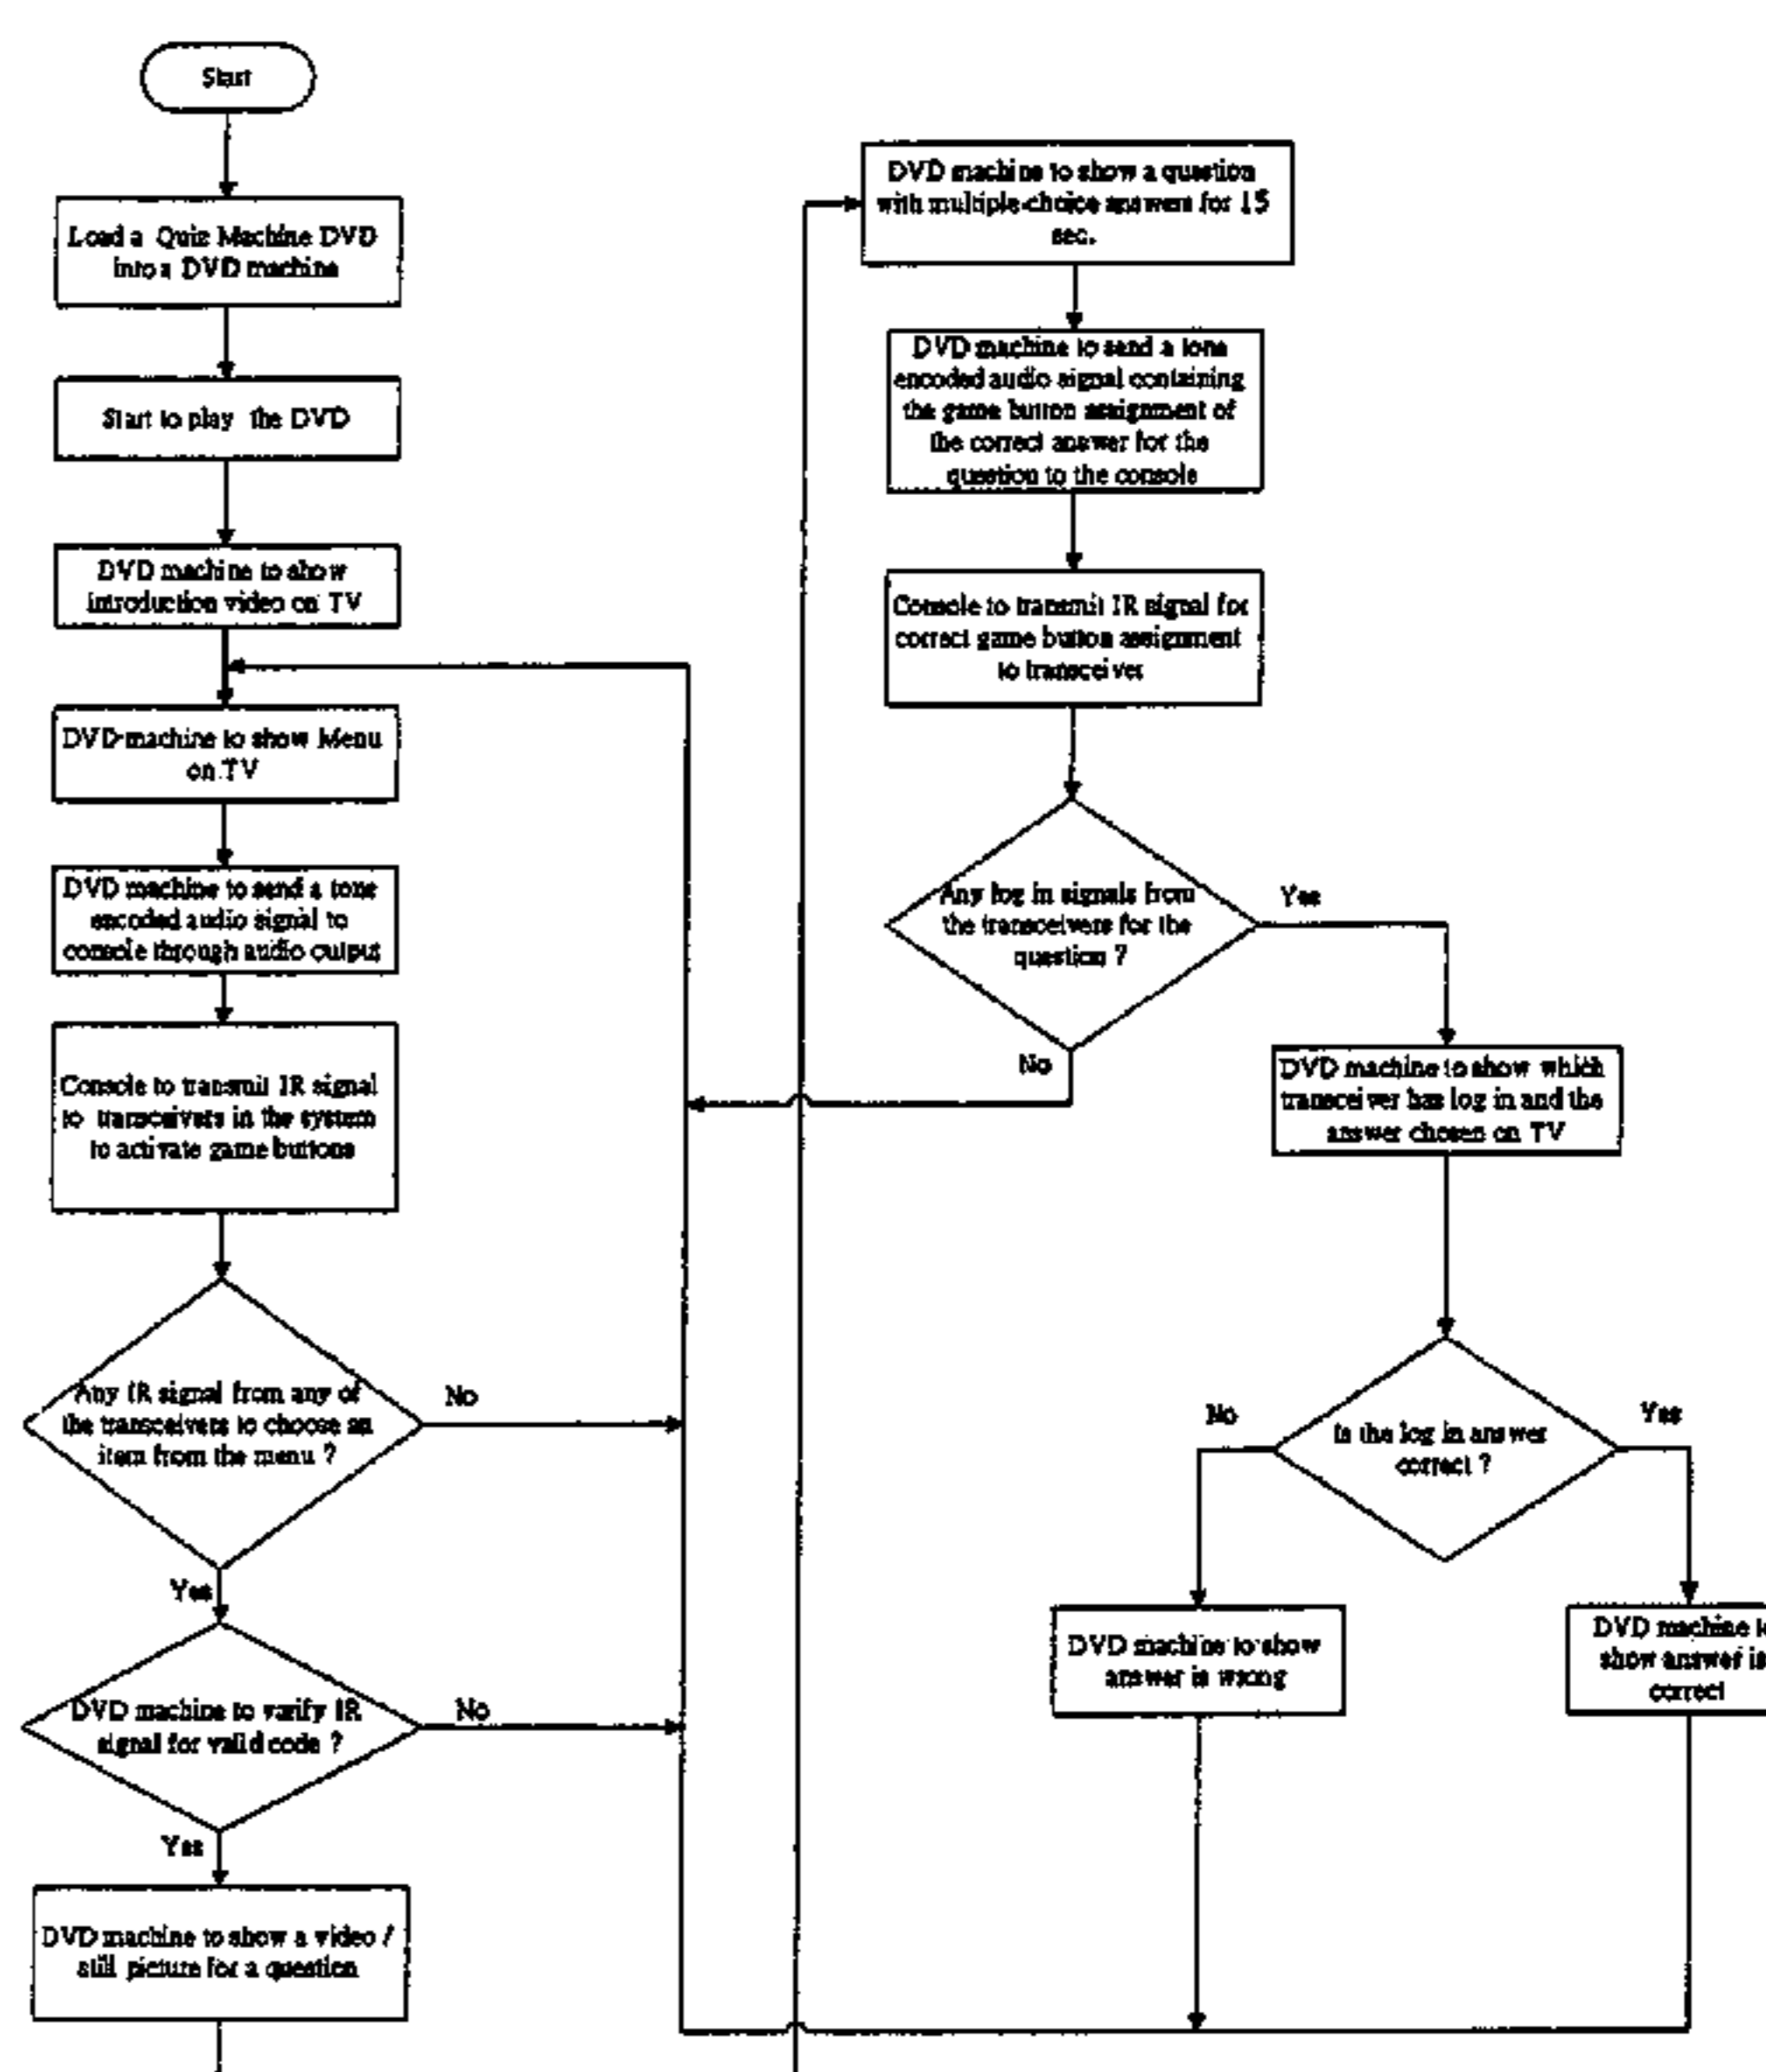 Start
Load a Quiz Machine DVD
into a DVD machine
Start to play the DVD
DVD machine to show
introduction video on TV
DVD machine to show Menu
on TV
DVD machine to send a tone
encoded audio signal to
console through audio output
Console to transmit IR signal
to transceivers in the system
to activate game buttons
Any IR signal from any of
the transceivers to choose an
item from the menu ?
No
Yes
DVD machine to varify IR
signal for valid code ?
No
Yes
DVD machine to show a video /
still picture for a question
DVD machine to show a question
with multiple-choice answers for 15
sec.
DVD machine to send a tone
encoded audio signal containing
the game button assignment of
the correct answer for the
question to the console
Console to transmit IR signal for
correct game button assignment
to transceiver
Any log in signals from
the transceivers for the
question ?
Yes
No
DVD machine to show which
transceiver has log in and the
answer chosen on TV
Is the log in answer
correct ?
No
Yes
DVD machine to show
answer is wrong
DVD machine to
show answer is
correct